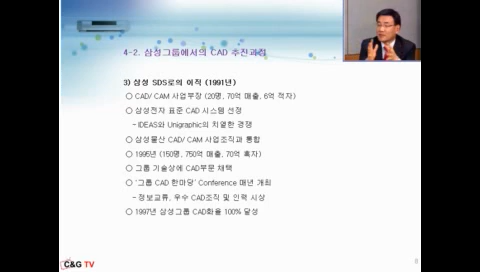 4-2. 삼성그룹에서의 CAD 추진과정
3) 삼성 SDS로의 이직 (1991년)
○ CAD/ CAM 사업부장 (20명, 70억 매출, 6억 적자)
○ 삼성전자 표준 CAD 시스템 선정
- IDEAS와 Unigraphic의 치열한 경쟁
○ 삼성물산 CAD/ CAM 사업조직과 통합
○ 1995년 (150명, 750억 매출, 70억 흑자)
○ 그룹 기술상에 CAD부문 채택
○ '그룹 CAD 한마당' Conference 매년 개최
- 정보교류, 우수 CAD조직 및 인력 시상
○ 1997년 삼성그룹 CAD화율 100% 달성
C&G TV
8